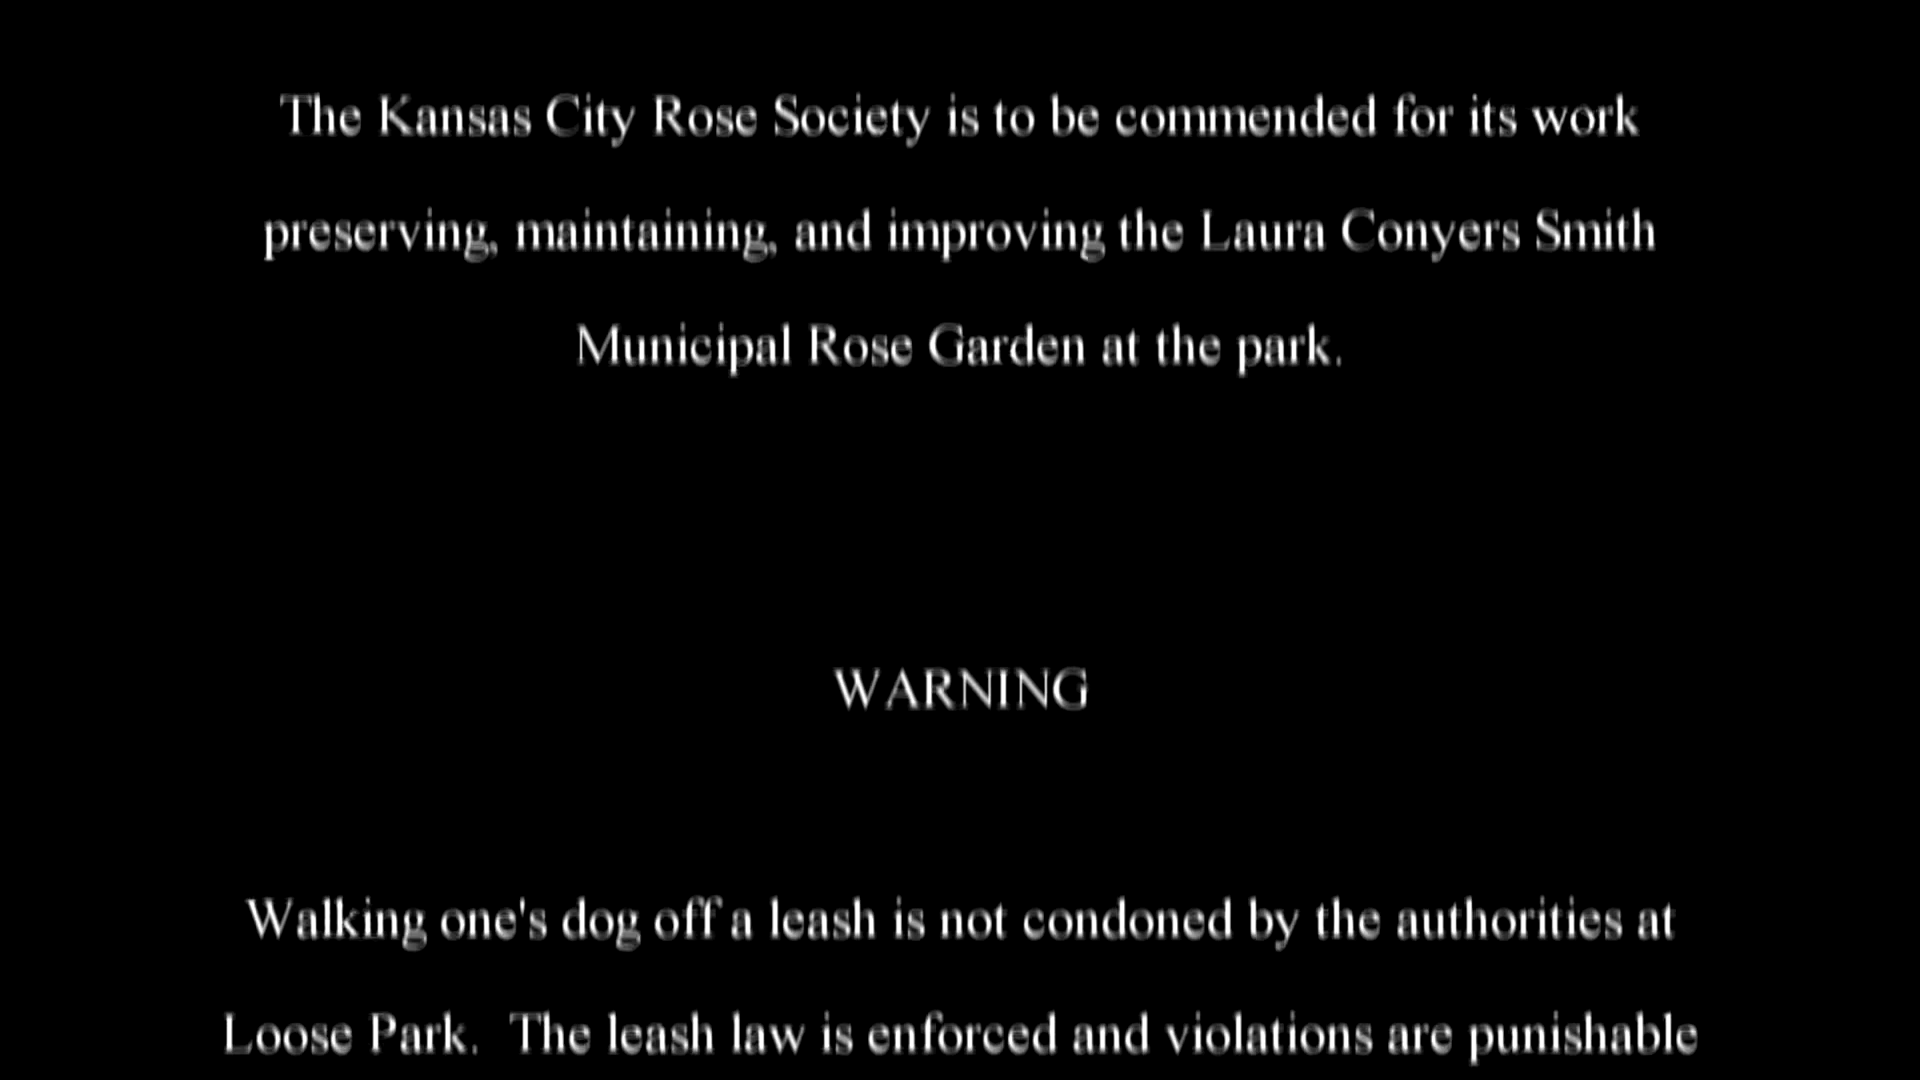 The Kansas City Rose Society is to be commended for its work
preserving, maintaining, and improving the Laura Conyers Smith
Municipal Rose Garden at the park.
WARNING
Walking one's dog off a leash is not condoned by the authorities at
Loose Park.  The leash law is enforced and violations are punishable